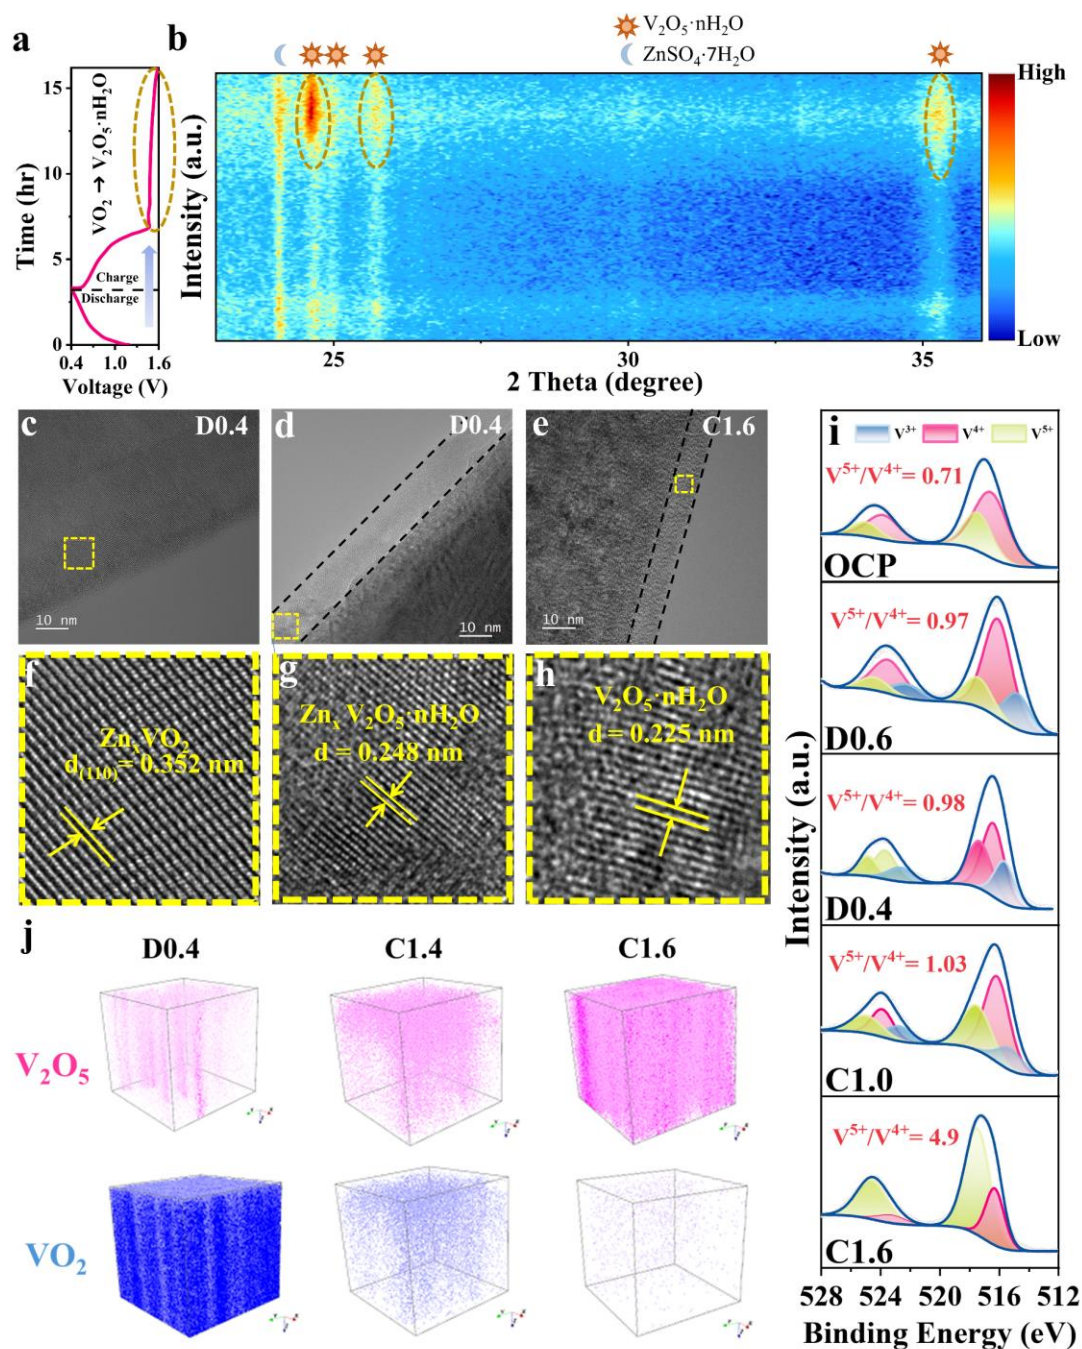 a
b
V₂O₅·nH₂O
ZnSO₄·7H₂O
Time (hr)
15
10
5
0
VO₂ → V₂O₅·nH₂O
Charge
Discharge
0.4 1.0 1.6
Voltage (V)
Intensity (a.u.)
25 30 35
2 Theta (degree)
High
Low
c
D0.4
10 nm
d
D0.4
10 nm
e
C1.6
10 nm
f
ZnₓVO₂
d₍₁₁₀₎= 0.352 nm
g
Znₓ V₂O₅·nH₂O
d = 0.248 nm
h
V₂O₅·nH₂O
d = 0.225 nm
i
V³⁺ V⁴⁺ V⁵⁺
V⁵⁺/V⁴⁺= 0.71
OCP
V⁵⁺/V⁴⁺= 0.97
D0.6
V⁵⁺/V⁴⁺= 0.98
D0.4
V⁵⁺/V⁴⁺= 1.03
C1.0
V⁵⁺/V⁴⁺= 4.9
C1.6
Intensity (a.u.)
528 524 520 516 512
Binding Energy (eV)
j
D0.4 C1.4 C1.6
V₂O₅
VO₂